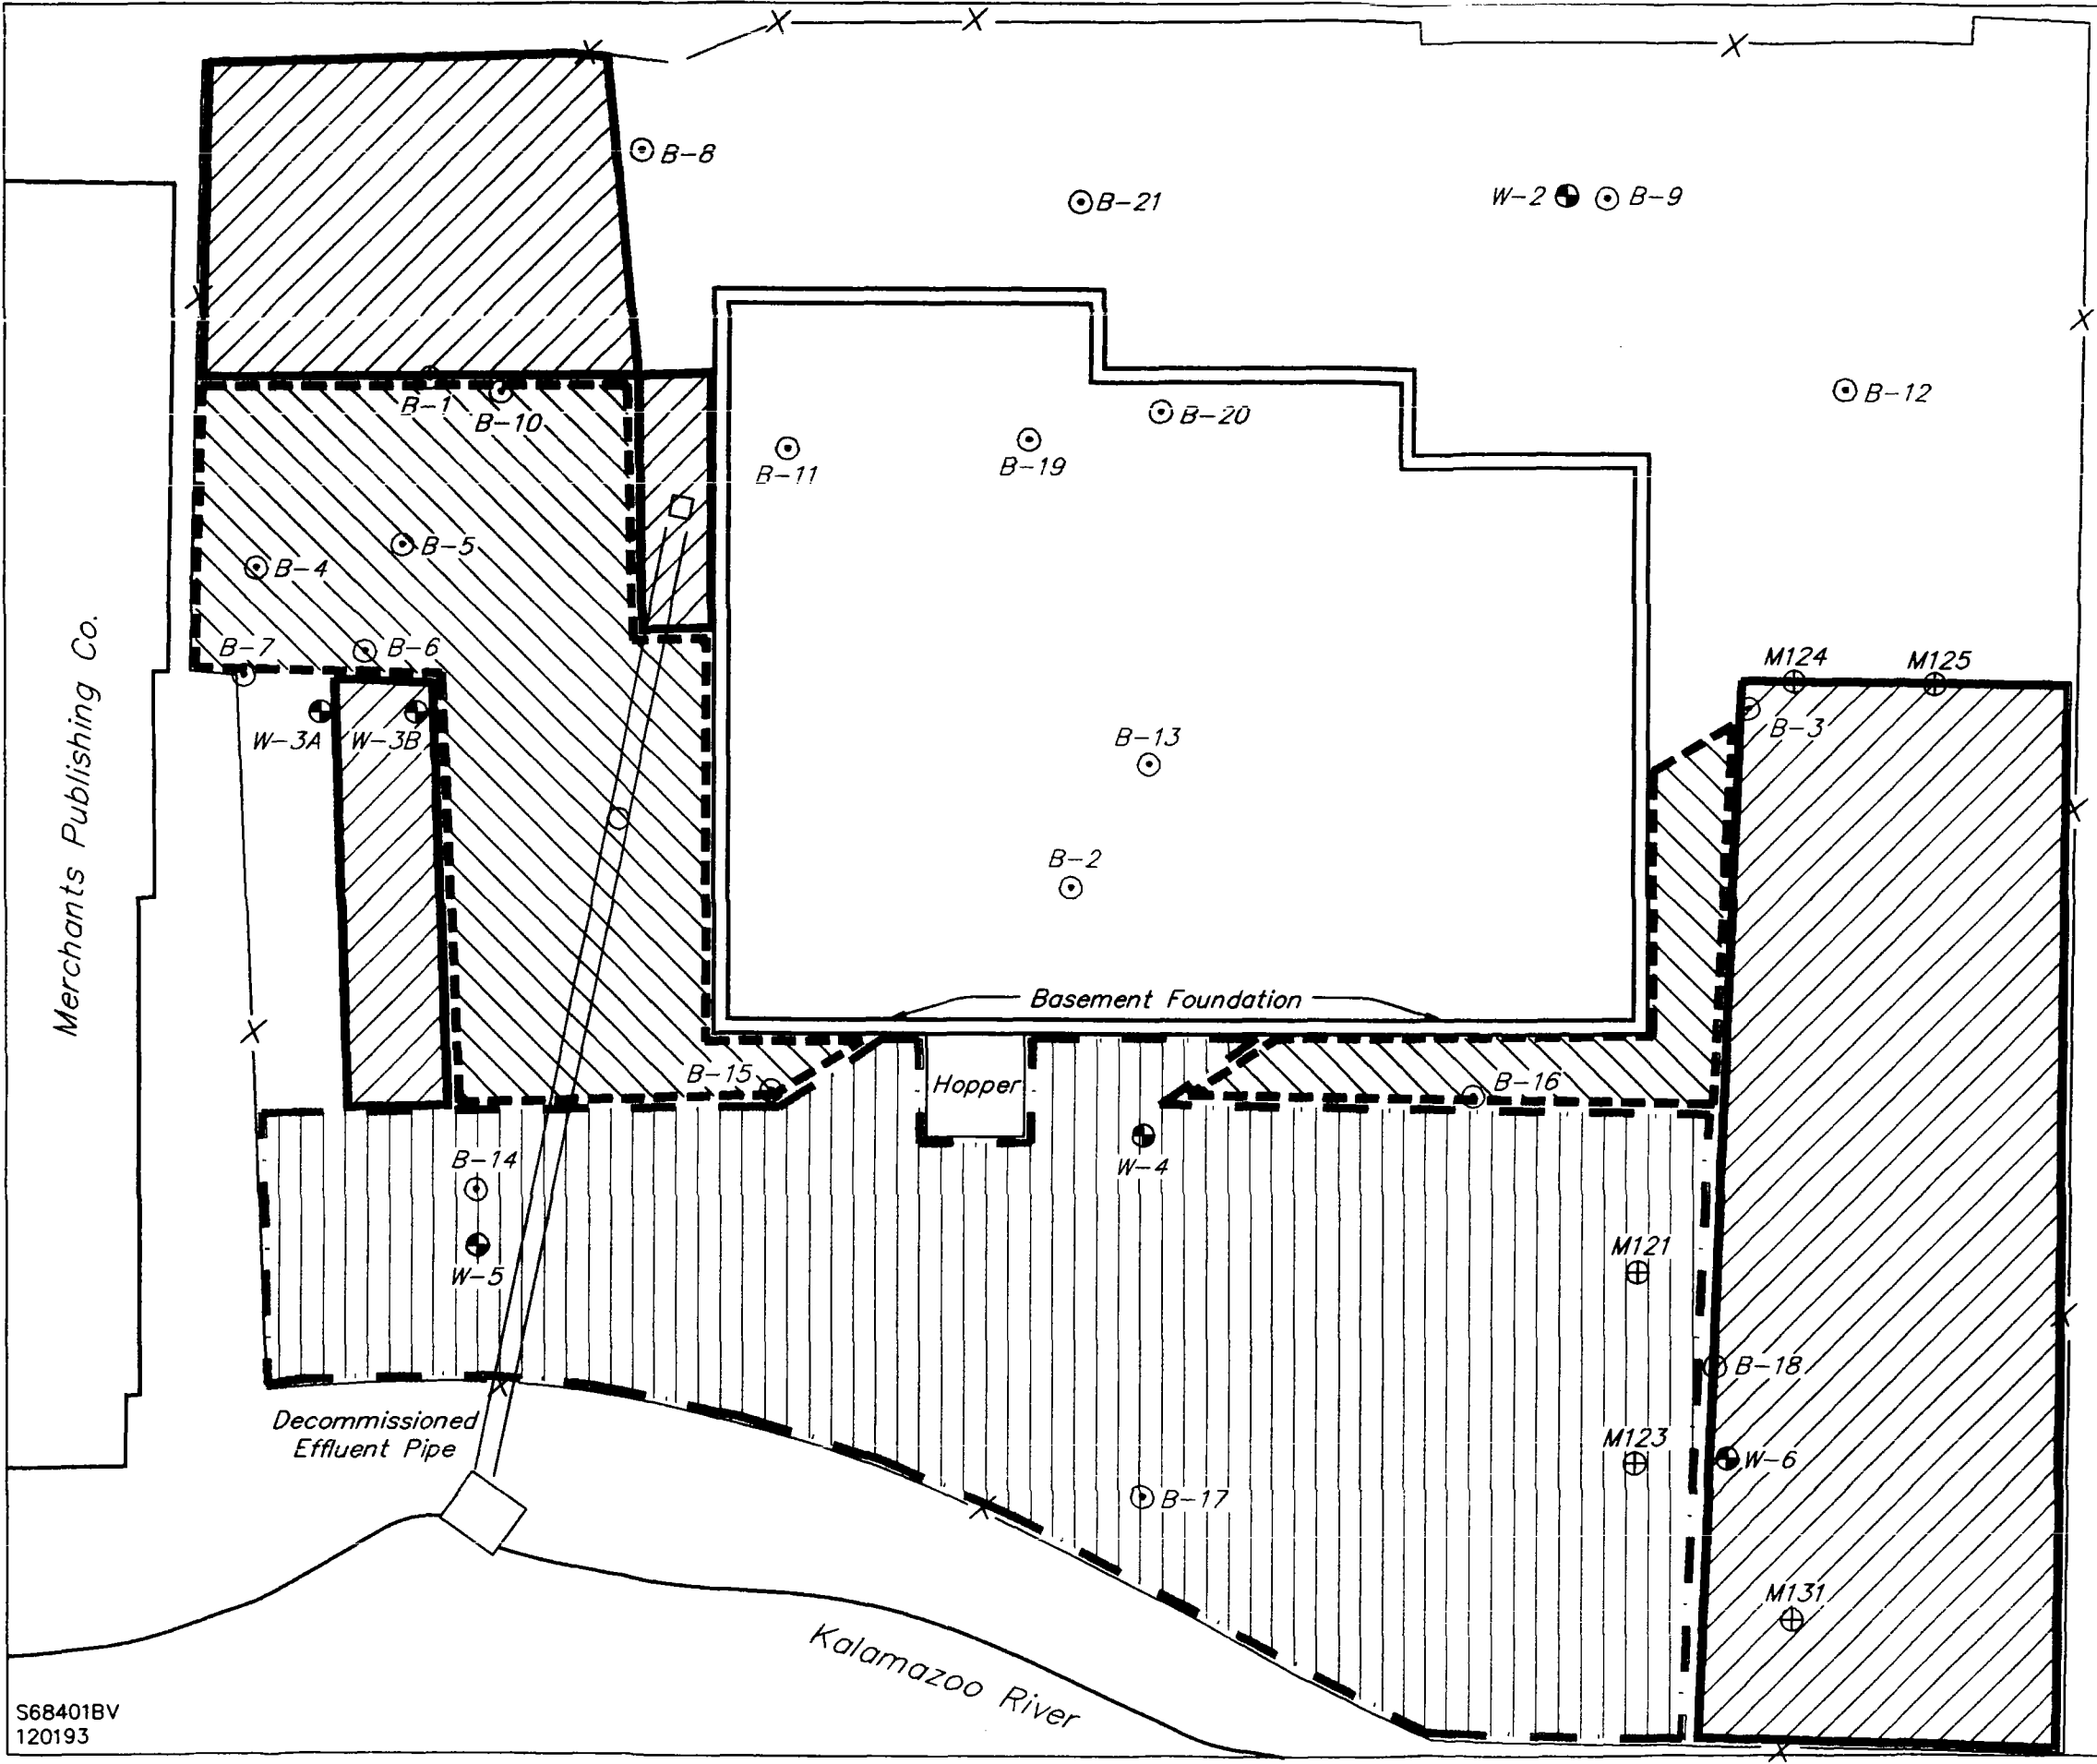 B-8
B-21
W-2
B-9
B-12
B-1
B-10
B-20
B-19
B-11
B-5
B-4
B-7
B-6
W-3A
W-3B
M124
M125
B-3
Merchants Publishing Co.
B-13
B-2
Basement Foundation
B-15
Hopper
B-16
B-14
W-4
W-5
M121
B-18
Decommissioned
Effluent Pipe
M123
W-6
B-17
M131
Kalamazoo River
S68401BV
120193